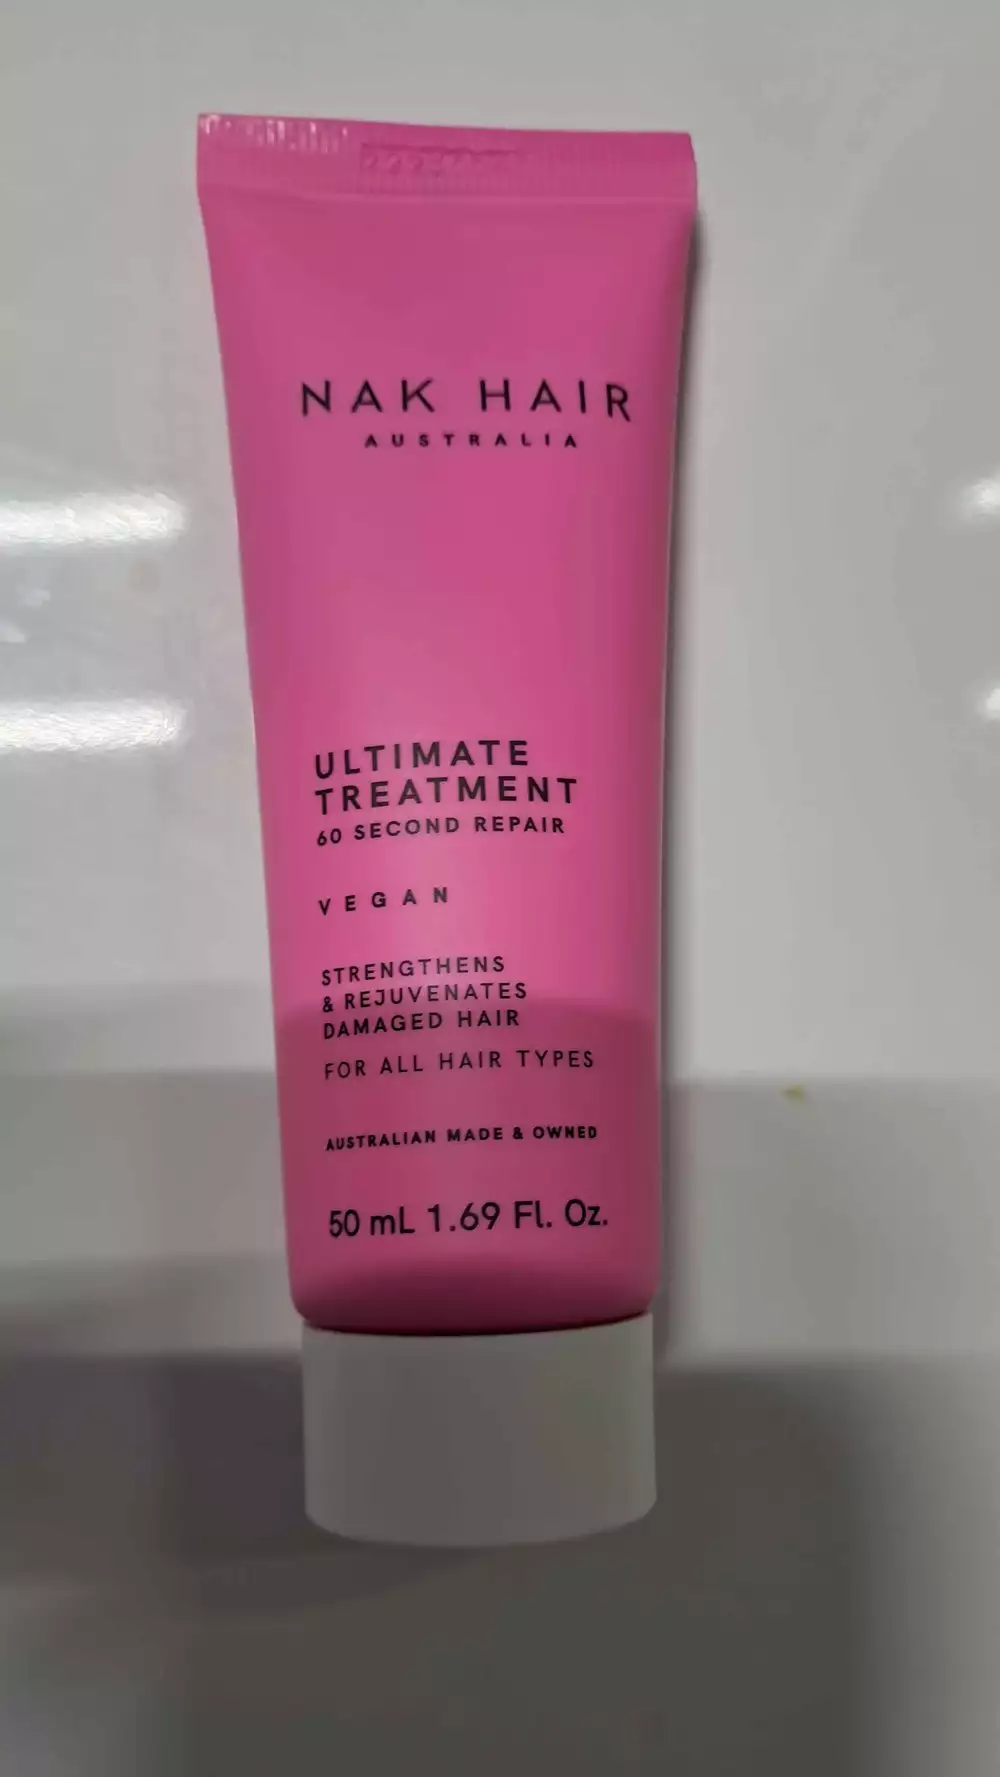 NAK HAIR
AUSTRALIA
ULTIMATE
TREATMENT
60 SECOND REPAIR
VEGAN
STRENGTHENS
& REJUVENATES
DAMAGED HAIR
FOR ALL HAIR TYPES
AUSTRALIAN MADE & OWNED
50 mL 1.69 Fl. Oz.